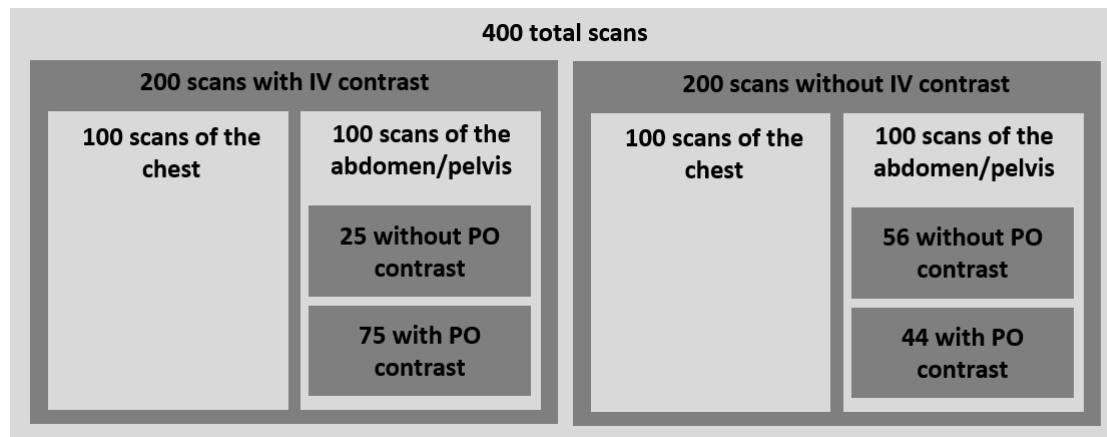 400 total scans
200 scans with IV contrast
100 scans of the
chest
100 scans of the
abdomen/pelvis
25 without PO
contrast
75 with PO
contrast
200 scans without IV contrast
100 scans of the
chest
100 scans of the
abdomen/pelvis
56 without PO
contrast
44 with PO
contrast